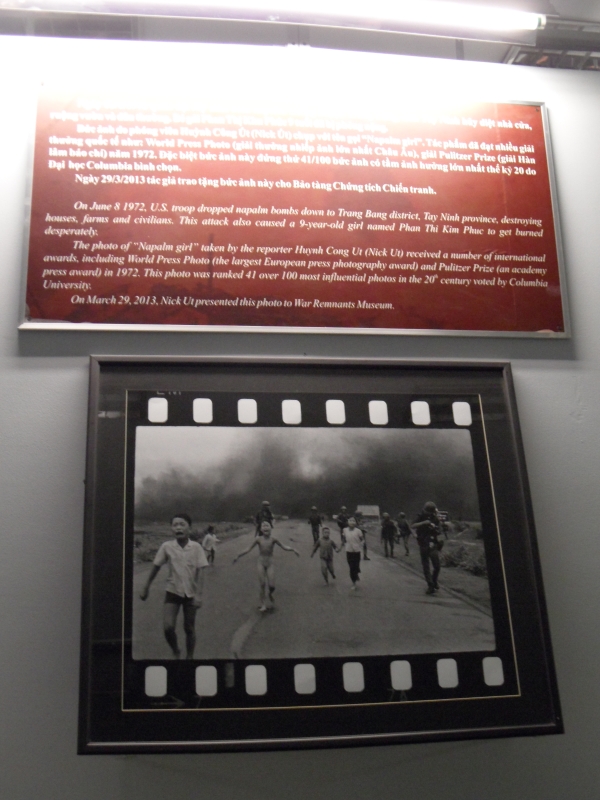 hủy diệt nhà cửa,
Bức ảnh do phóng viên Huỳnh Công Út (Nick Út) chụp với tên gọi “Napalm girl”. Tác phẩm đã đạt nhiều giải
thưởng quốc tế như: World Press Photo (giải thưởng nhiếp ảnh lớn nhất Châu Âu), giải Pulitzer Prize (giải Hàn
lâm báo chí) năm 1972. Đặc biệt bức ảnh này đứng thứ 41/100 bức ảnh có tầm ảnh hưởng lớn nhất thế kỷ 20 do
Đại học Columbia bình chọn.
Ngày 29/3/2013 tác giả trao tặng bức ảnh này cho Bảo tàng Chứng tích Chiến tranh.
On June 8 1972, U.S. troop dropped napalm bombs down to Trang Bang district, Tay Ninh province, destroying
houses, farms and civilians. This attack also caused a 9-year-old girl named Phan Thi Kim Phuc to get burned
desperately.
The photo of “Napalm girl” taken by the reporter Huynh Cong Ut (Nick Ut) received a number of international
awards, including World Press Photo (the largest European press photography award) and Pulitzer Prize (an academy
press award) in 1972. This photo was ranked 41 over 100 most influential photos in the 20th century voted by Columbia
University.
On March 29, 2013, Nick Ut presented this photo to War Remnants Museum.